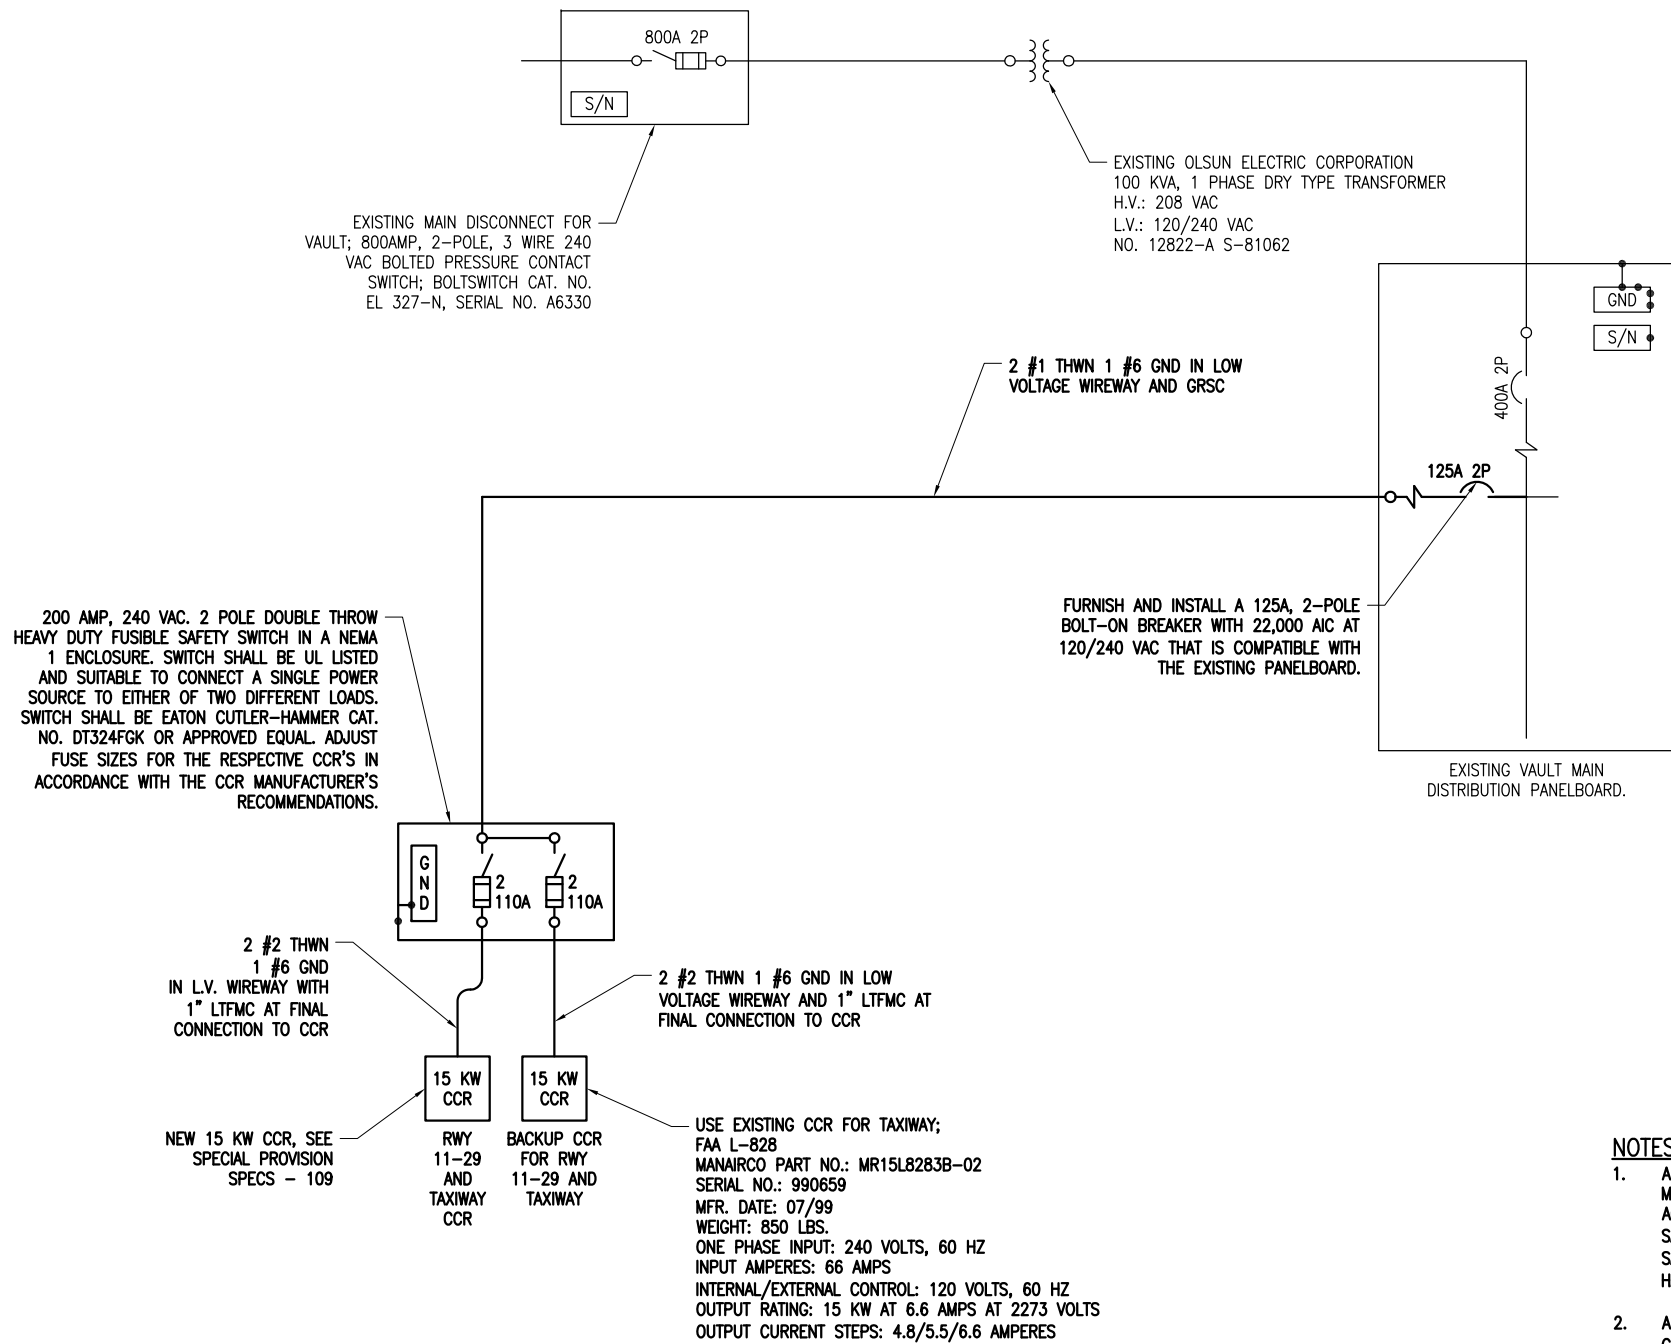 800A 2P
S/N
EXISTING MAIN DISCONNECT FOR
VAULT; 800AMP, 2-POLE, 3 WIRE 240
VAC BOLTED PRESSURE CONTACT
SWITCH; BOLTSWITCH CAT. NO.
EL 327-N, SERIAL NO. A6330
EXISTING OLSUN ELECTRIC CORPORATION
100 KVA, 1 PHASE DRY TYPE TRANSFORMER
H.V.: 208 VAC
L.V.: 120/240 VAC
NO. 12822-A S-81062
GND
S/N
400A 2P
125A 2P
2 #1 THWN 1 #6 GND IN LOW
VOLTAGE WIREWAY AND GRSC
FURNISH AND INSTALL A 125A, 2-POLE
BOLT-ON BREAKER WITH 22,000 AIC AT
120/240 VAC THAT IS COMPATIBLE WITH
THE EXISTING PANELBOARD.
EXISTING VAULT MAIN
DISTRIBUTION PANELBOARD.
200 AMP, 240 VAC. 2 POLE DOUBLE THROW
HEAVY DUTY FUSIBLE SAFETY SWITCH IN A NEMA
1 ENCLOSURE. SWITCH SHALL BE UL LISTED
AND SUITABLE TO CONNECT A SINGLE POWER
SOURCE TO EITHER OF TWO DIFFERENT LOADS.
SWITCH SHALL BE EATON CUTLER-HAMMER CAT.
NO. DT324FGK OR APPROVED EQUAL. ADJUST
FUSE SIZES FOR THE RESPECTIVE CCR'S IN
ACCORDANCE WITH THE CCR MANUFACTURER'S
RECOMMENDATIONS.
G
N
D
2
110A
2
110A
2 #2 THWN
1 #6 GND
IN L.V. WIREWAY WITH
1" LTFMC AT FINAL
CONNECTION TO CCR
2 #2 THWN 1 #6 GND IN LOW
VOLTAGE WIREWAY AND 1" LTFMC AT
FINAL CONNECTION TO CCR
15 KW
CCR
15 KW
CCR
NEW 15 KW CCR, SEE
SPECIAL PROVISION
SPECS - 109
RWY
11-29
AND
TAXIWAY
CCR
BACKUP CCR
FOR RWY
11-29 AND
TAXIWAY
USE EXISTING CCR FOR TAXIWAY;
FAA L-828
MANAIRCO PART NO.: MR15L8283B-02
SERIAL NO.: 990659
MFR. DATE: 07/99
WEIGHT: 850 LBS.
ONE PHASE INPUT: 240 VOLTS, 60 HZ
INPUT AMPERES: 66 AMPS
INTERNAL/EXTERNAL CONTROL: 120 VOLTS, 60 HZ
OUTPUT RATING: 15 KW AT 6.6 AMPS AT 2273 VOLTS
OUTPUT CURRENT STEPS: 4.8/5.5/6.6 AMPERES
NOTES
1.
2.